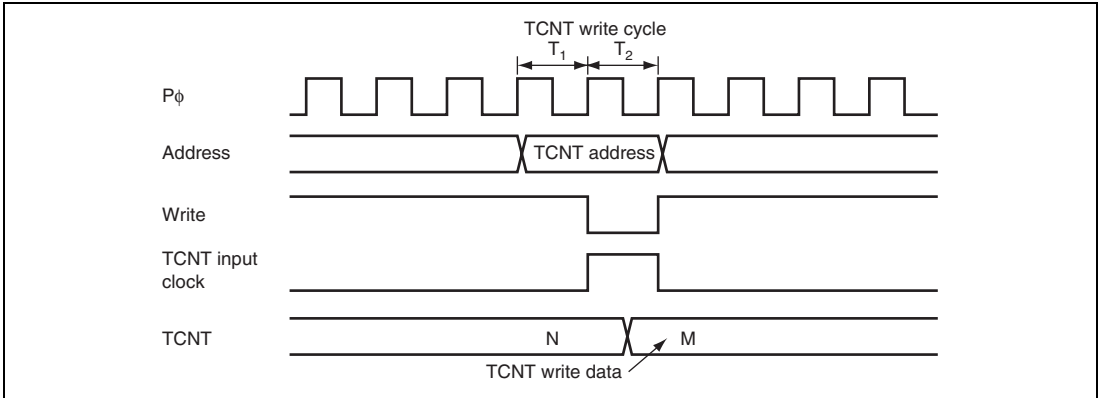 TCNT write cycle
T1 T2
Pϕ
Address
TCNT address
Write
TCNT input
clock
TCNT
N
M
TCNT write data